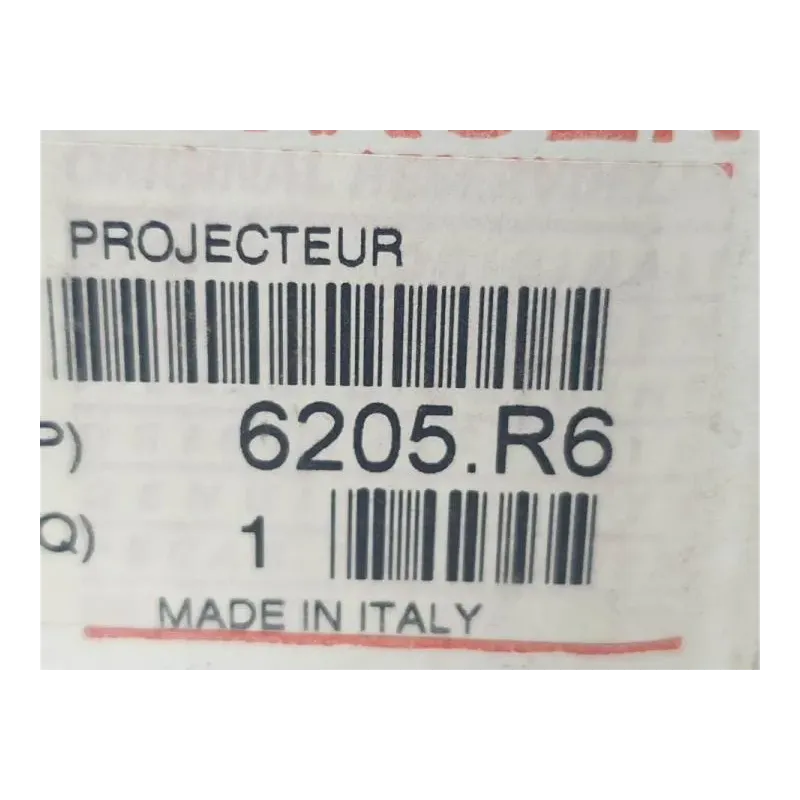 PROJECTEUR
P) 6205.R6
Q) 1
MADE IN ITALY